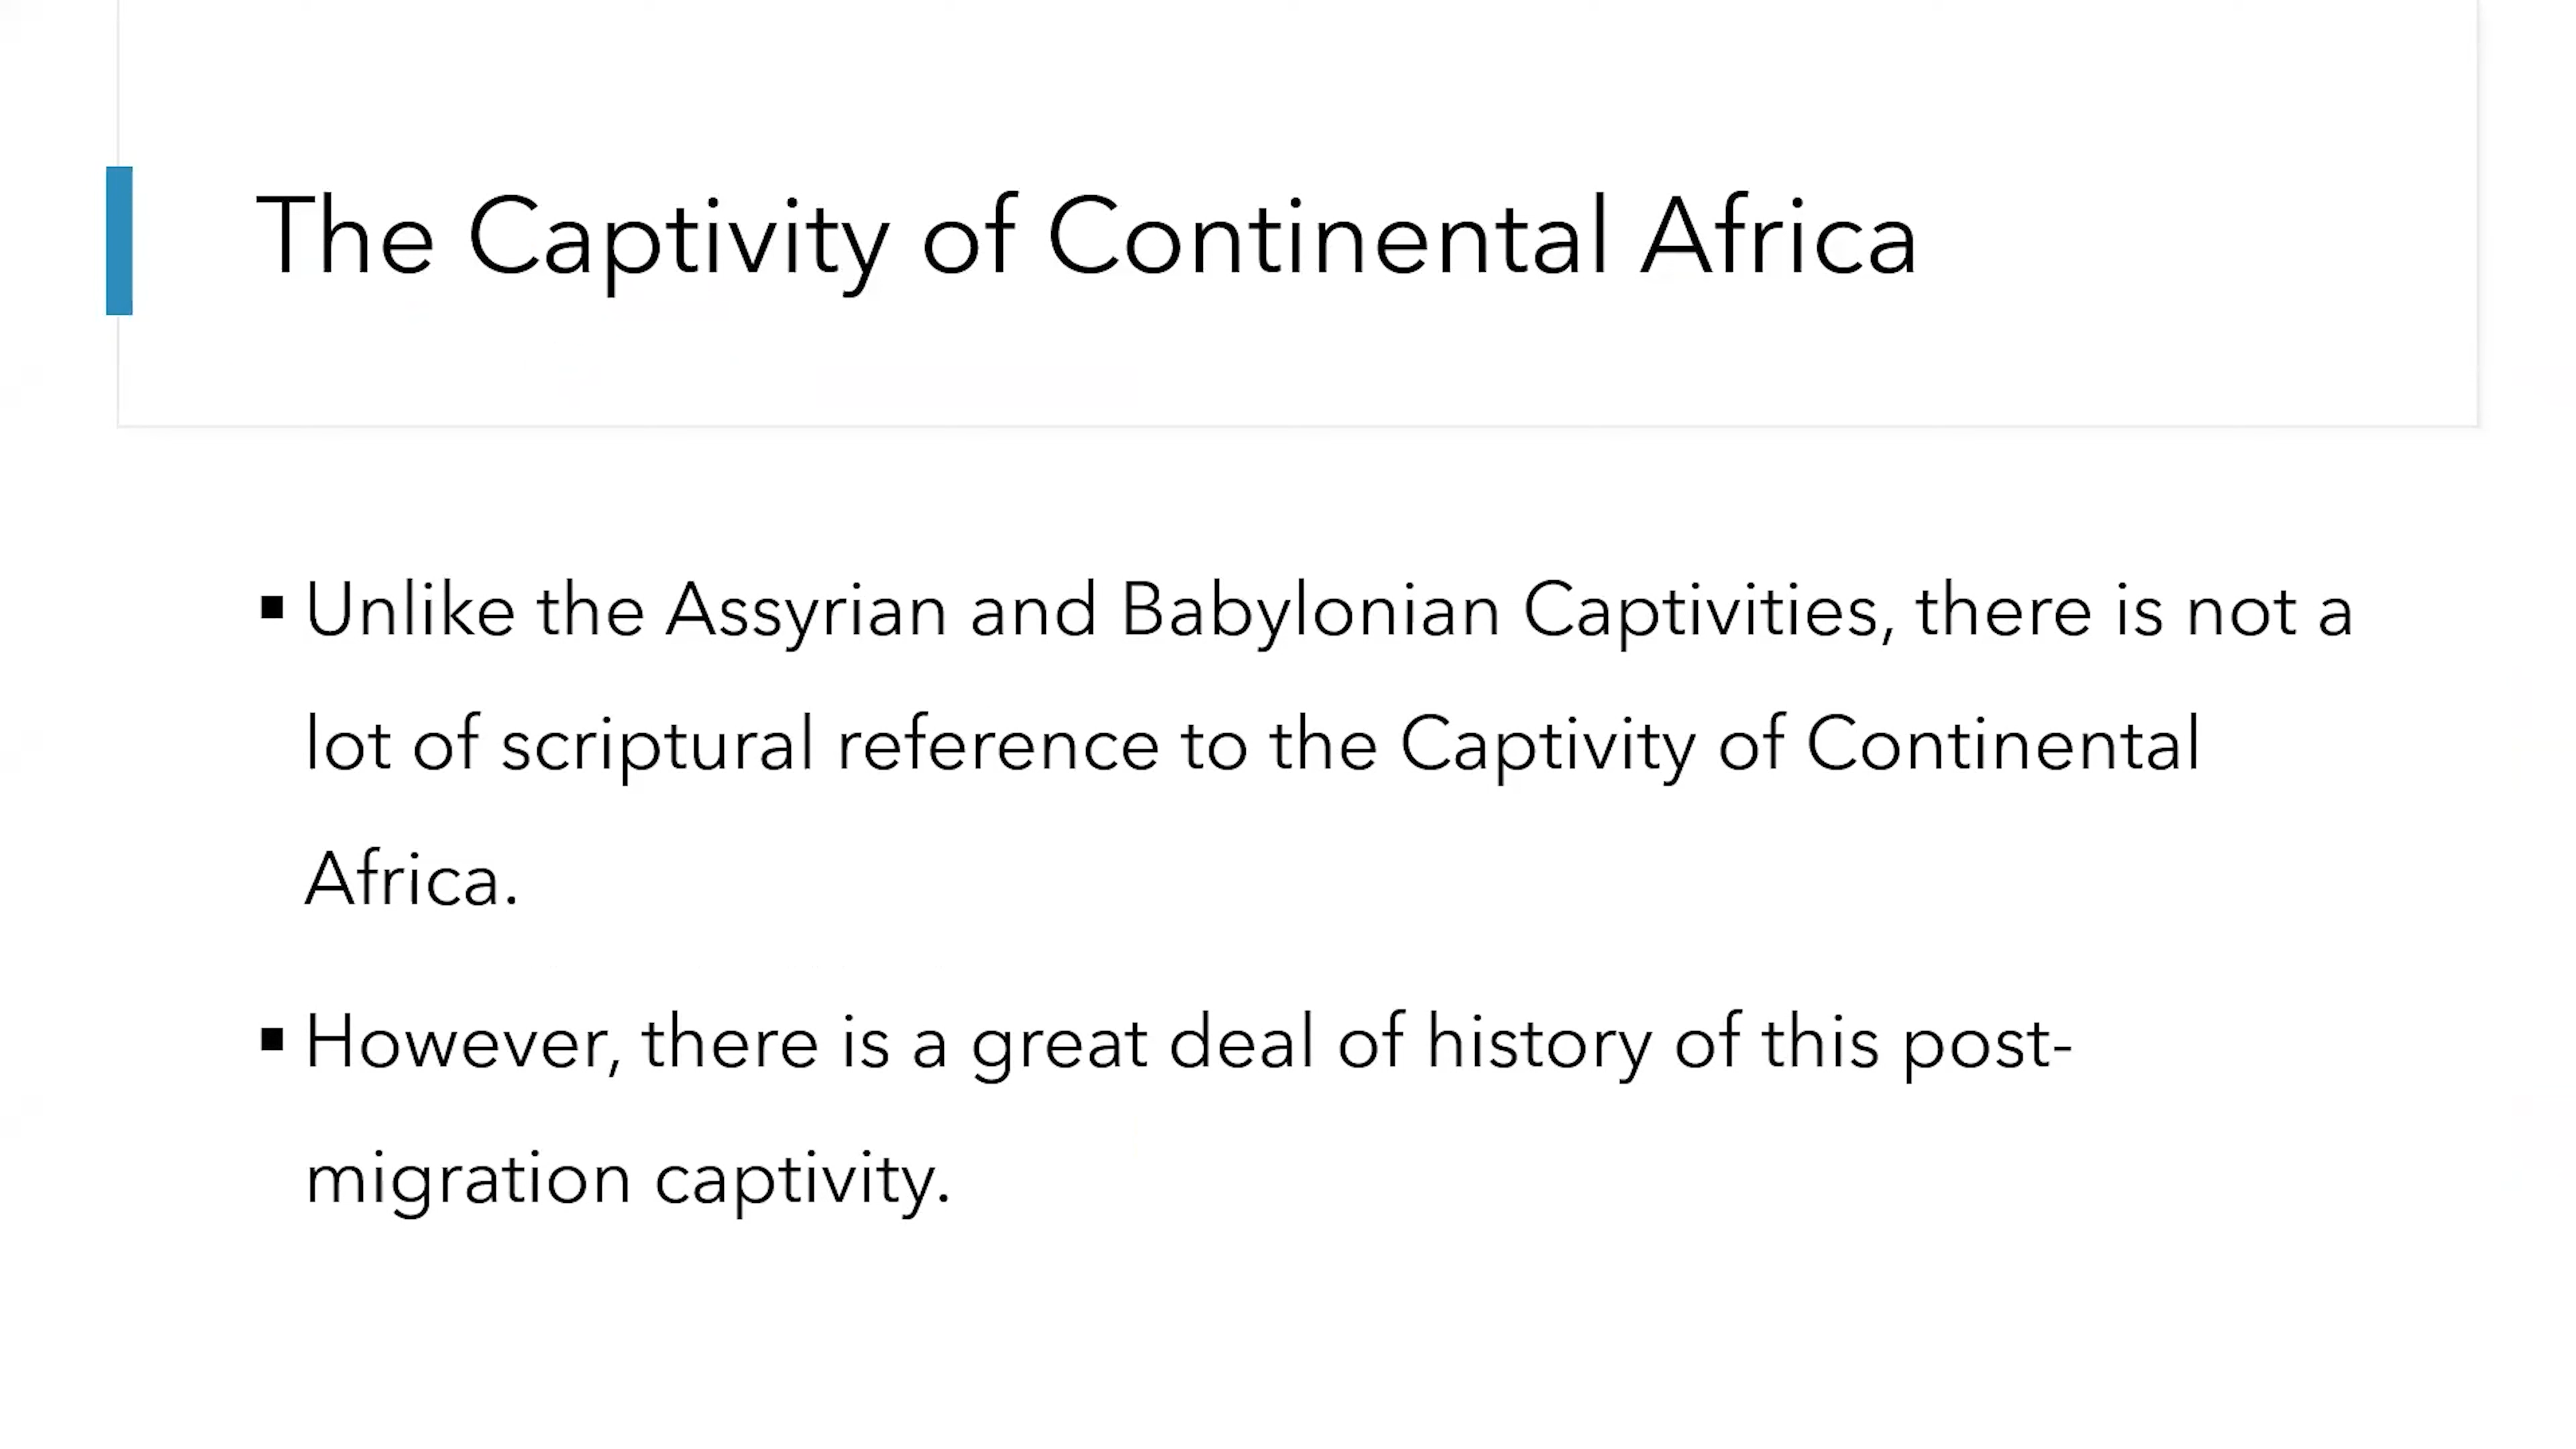 The Captivity of Continental Africa
▪ Unlike the Assyrian and Babylonian Captivities, there is not a
lot of scriptural reference to the Captivity of Continental
Africa.
▪ However, there is a great deal of history of this post-
migration captivity.